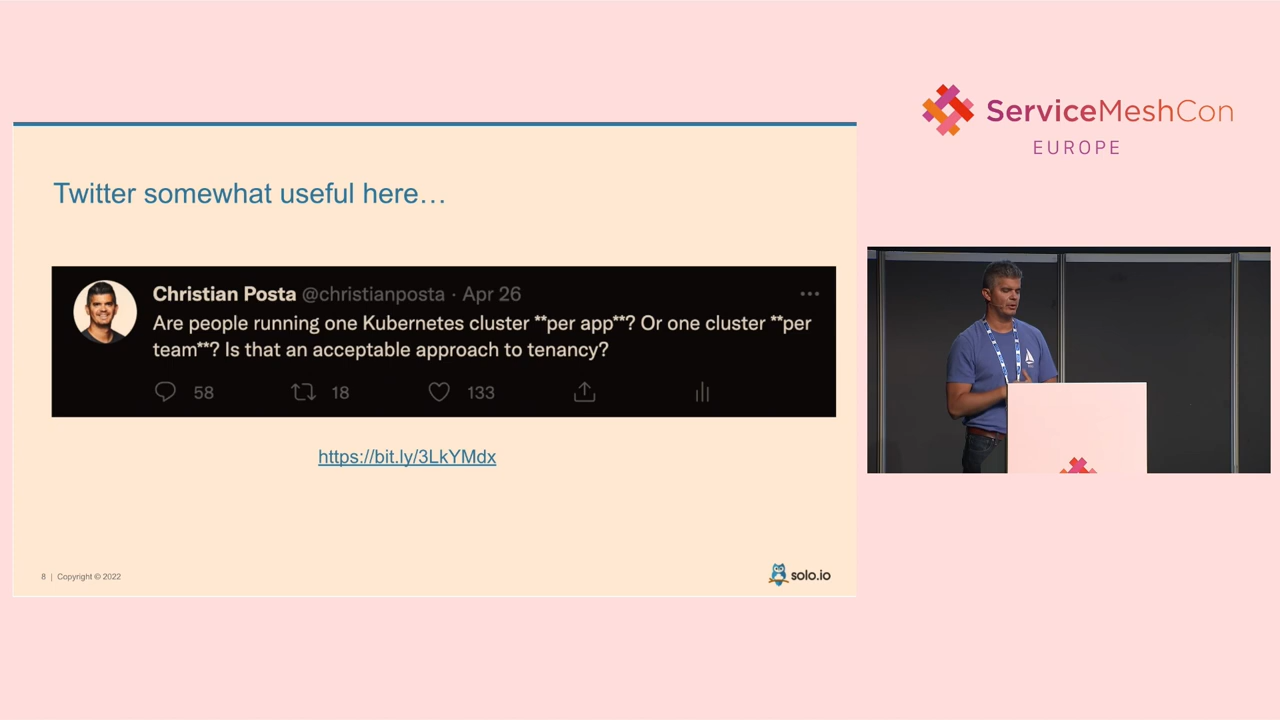 ServiceMeshCon
EUROPE
Twitter somewhat useful here…
Christian Posta @christianposta · Apr 26
Are people running one Kubernetes cluster **per app**? Or one cluster **per
team**? Is that an acceptable approach to tenancy?
58 18 133
https://bit.ly/3LkYMdx
8 | Copyright © 2022
solo.io